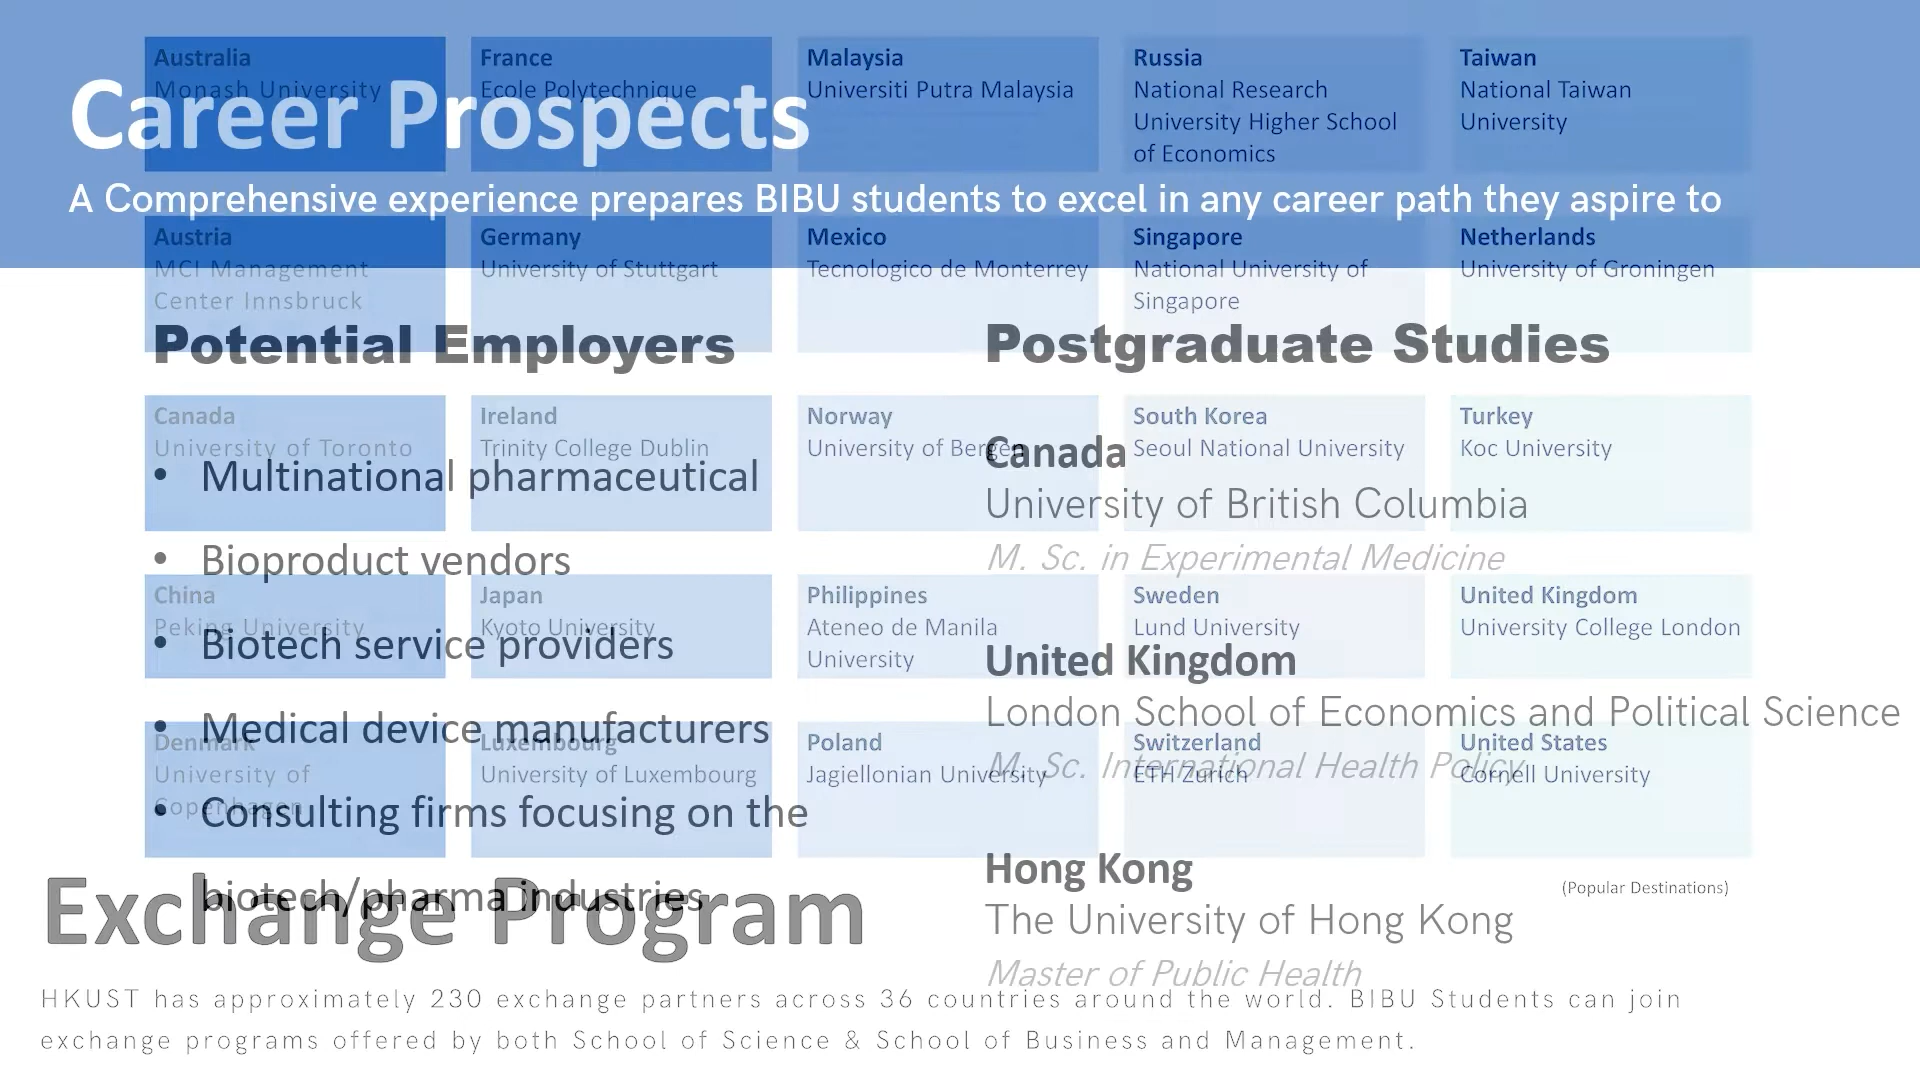 Career Prospects
A Comprehensive experience prepares BIBU students to excel in any career path they aspire to
Potential Employers
• Multinational pharmaceutical
• Bioproduct vendors
• Biotech service providers
• Medical device manufacturers
• Consulting firms focusing on the
biotech/pharma industries
Postgraduate Studies
Canada
University of British Columbia
M. Sc. in Experimental Medicine
United Kingdom
London School of Economics and Political Science
M. Sc. International Health Policy
Hong Kong
The University of Hong Kong
Master of Public Health
Australia
Monash University
France
Ecole Polytechnique
Malaysia
Universiti Putra Malaysia
Russia
National Research
University Higher School
of Economics
Taiwan
National Taiwan
University
Austria
MCI Management
Center Innsbruck
Germany
University of Stuttgart
Mexico
Tecnologico de Monterrey
Singapore
National University of
Singapore
Netherlands
University of Groningen
Canada
University of Toronto
Ireland
Trinity College Dublin
Norway
University of Bergen
South Korea
Seoul National University
Turkey
Koc University
China
Peking University
Japan
Kyoto University
Philippines
Ateneo de Manila
University
Sweden
Lund University
United Kingdom
University College London
Denmark
University of
Copenhagen
Luxembourg
University of Luxembourg
Poland
Jagiellonian University
Switzerland
ETH Zurich
United States
Cornell University
(Popular Destinations)
Exchange Program
HKUST has approximately 230 exchange partners across 36 countries around the world. BIBU Students can join
exchange programs offered by both School of Science & School of Business and Management.